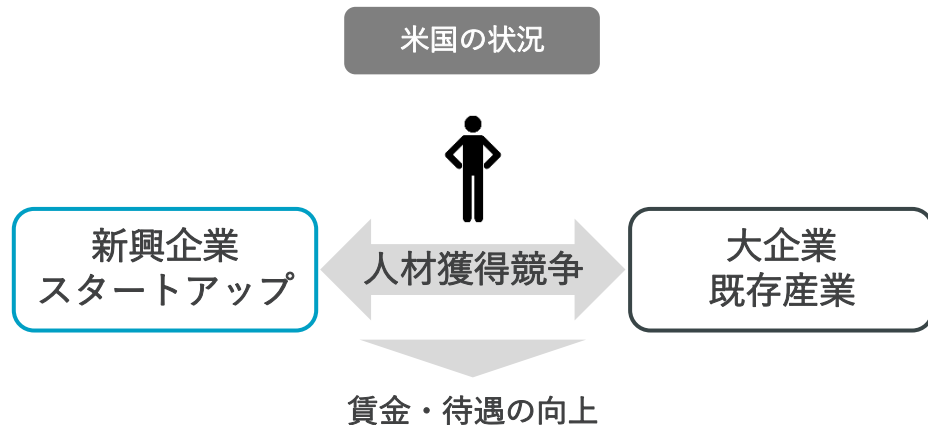 米国の状況
新興企業
スタートアップ
人材獲得競争
大企業
既存産業
賃金・待遇の向上